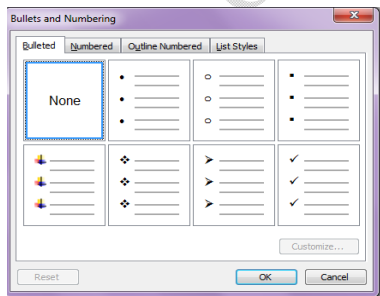 Bullets and Numbering
Bulleted Numbered Outline Numbered List Styles
None
Customize...
Reset OK Cancel